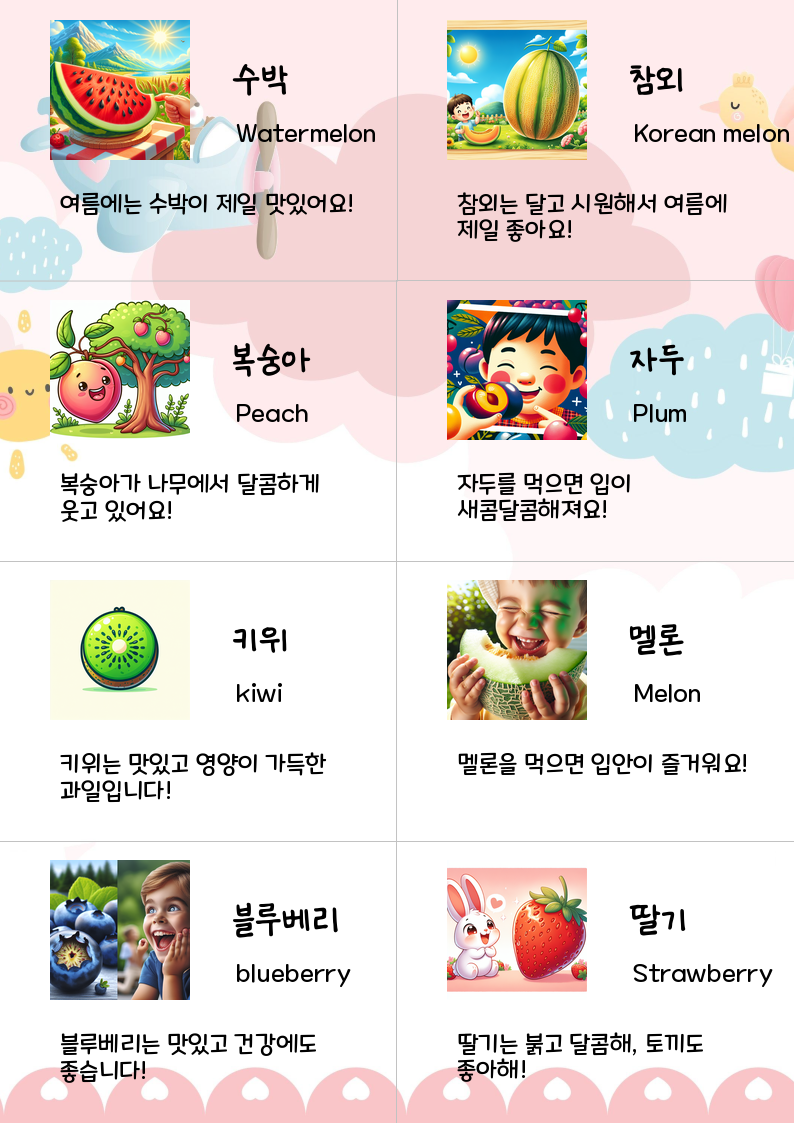 수박
Watermelon
여름에는 수박이 제일 맛있어요!
참외
Korean melon
참외는 달고 시원해서 여름에
제일 좋아요!
복숭아
Peach
복숭아가 나무에서 달콤하게
웃고 있어요!
자두
Plum
자두를 먹으면 입이
새콤달콤해져요!
키위
kiwi
키위는 맛있고 영양이 가득한
과일입니다!
멜론
Melon
멜론을 먹으면 입안이 즐거워요!
블루베리
blueberry
블루베리는 맛있고 건강에도
좋습니다!
딸기
Strawberry
딸기는 붉고 달콤해, 토끼도
좋아해!